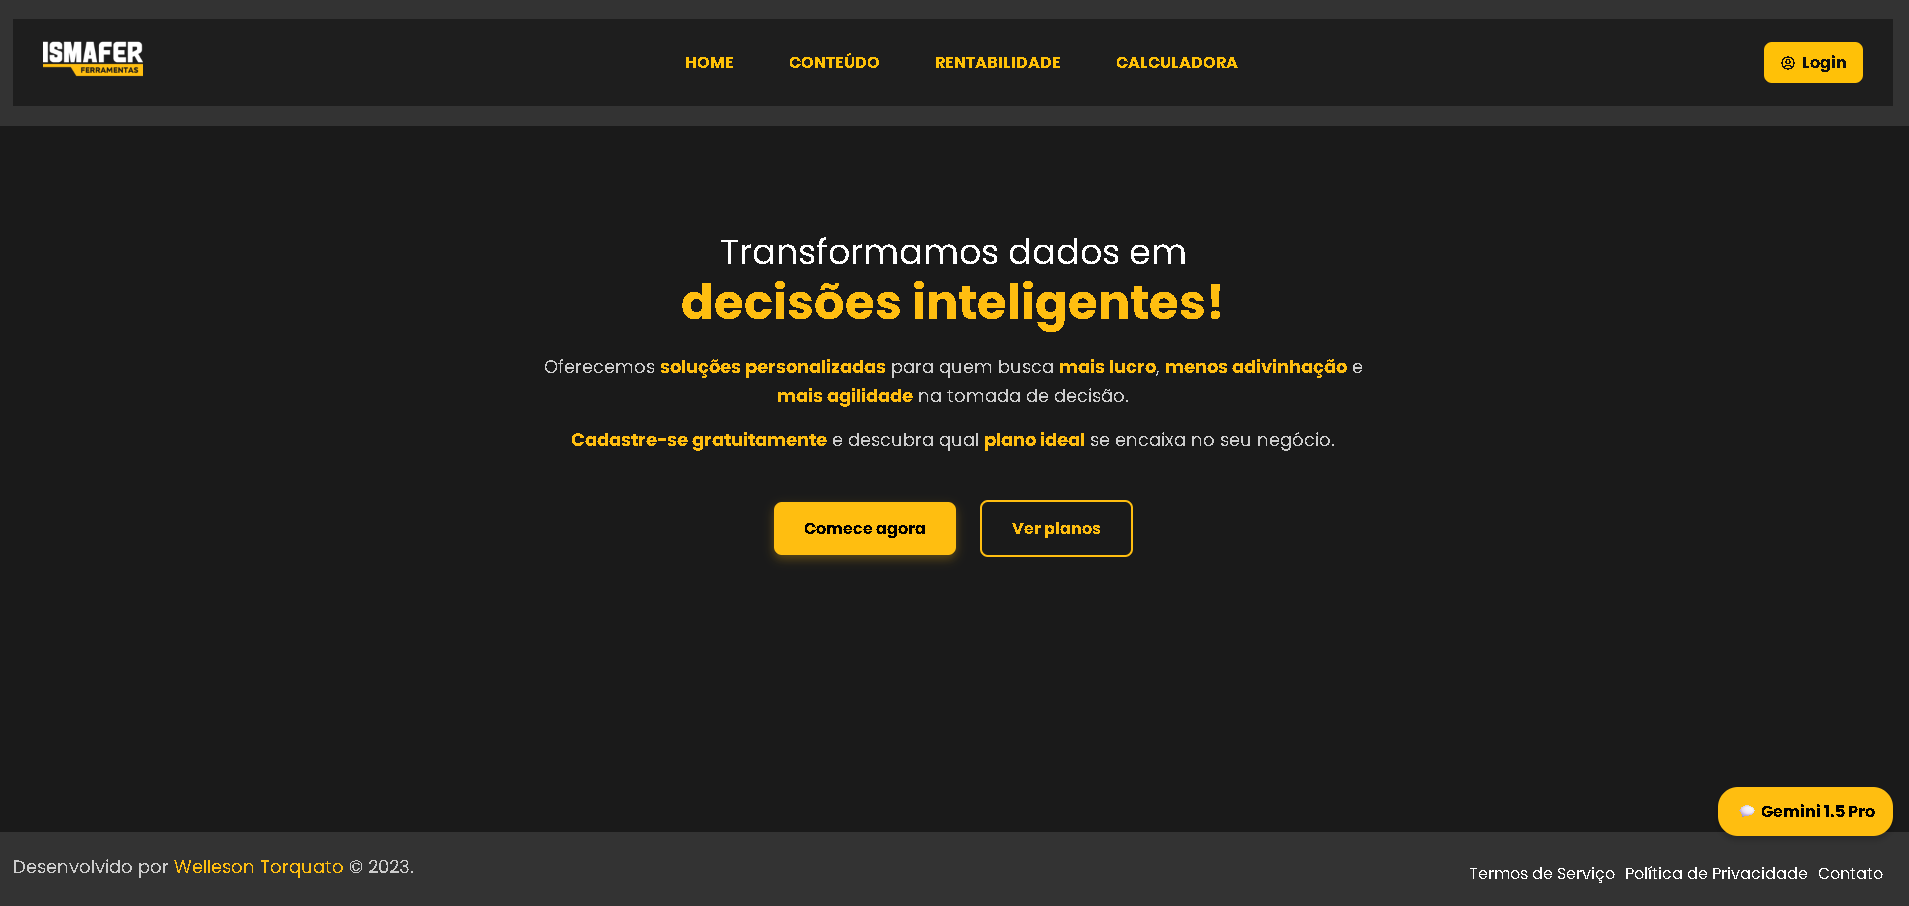 ISMAFER
FERRAMENTAS
HOME CONTEÚDO RENTABILIDADE CALCULADORA
Login
Transformamos dados em
decisões inteligentes!
Oferecemos soluções personalizadas para quem busca mais lucro, menos adivinhação e
mais agilidade na tomada de decisão.
Cadastre-se gratuitamente e descubra qual plano ideal se encaixa no seu negócio.
Comece agora
Ver planos
Gemini 1.5 Pro
Desenvolvido por Welleson Torquato © 2023.
Termos de Serviço Política de Privacidade Contato